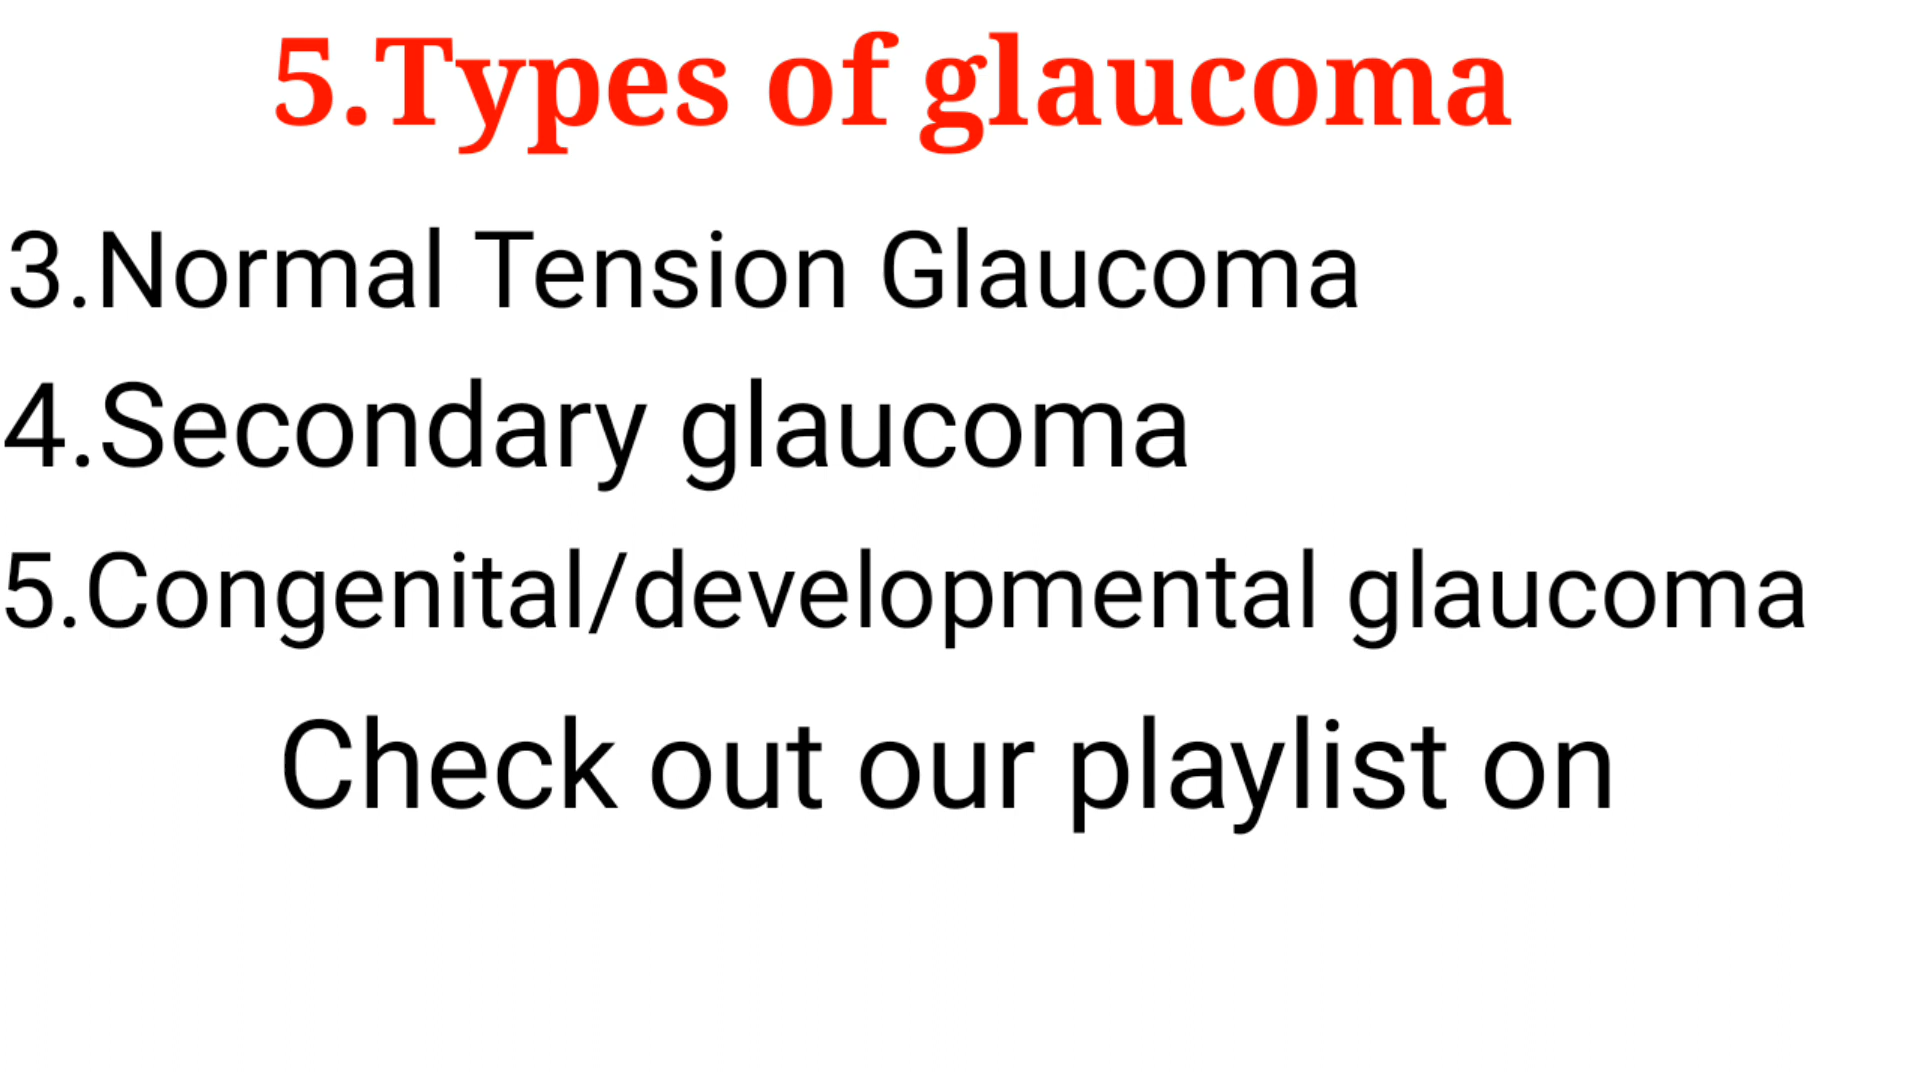 5.Types of glaucoma
3.Normal Tension Glaucoma
4.Secondary glaucoma
5.Congenital/developmental glaucoma
Check out our playlist on